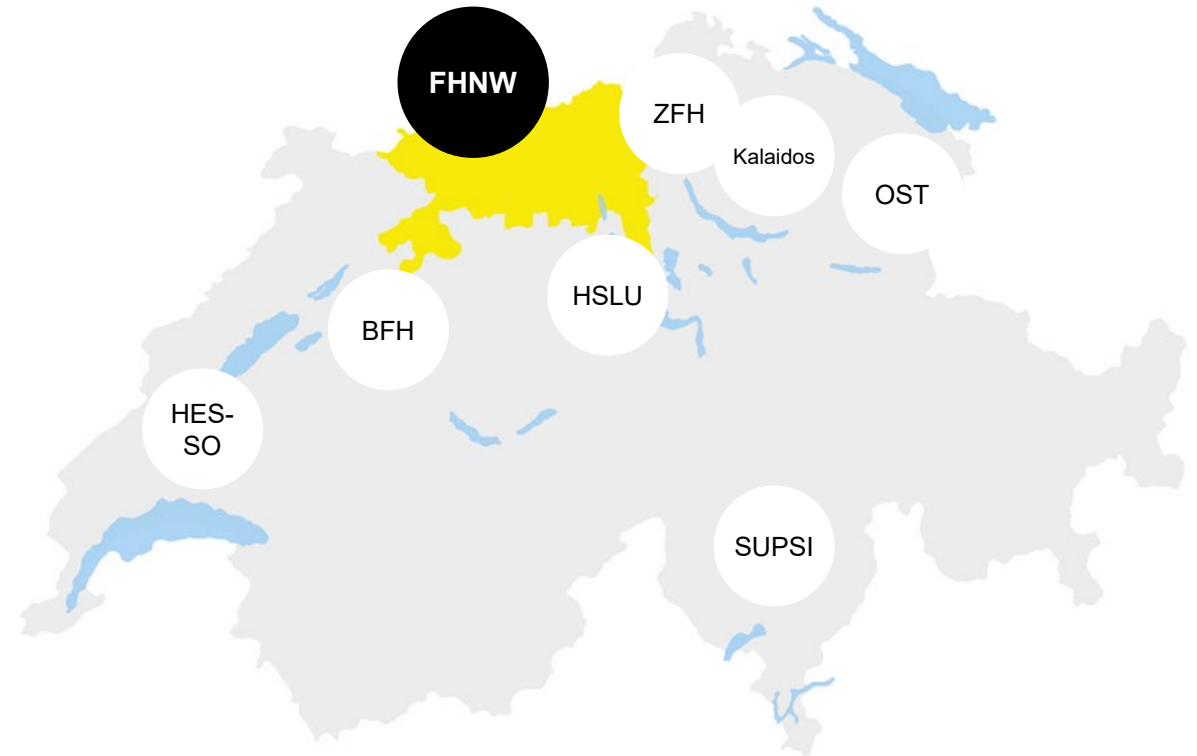 FHNW
ZFH
Kalaidos
OST
HSLU
BFH
HES-
SO
SUPSI